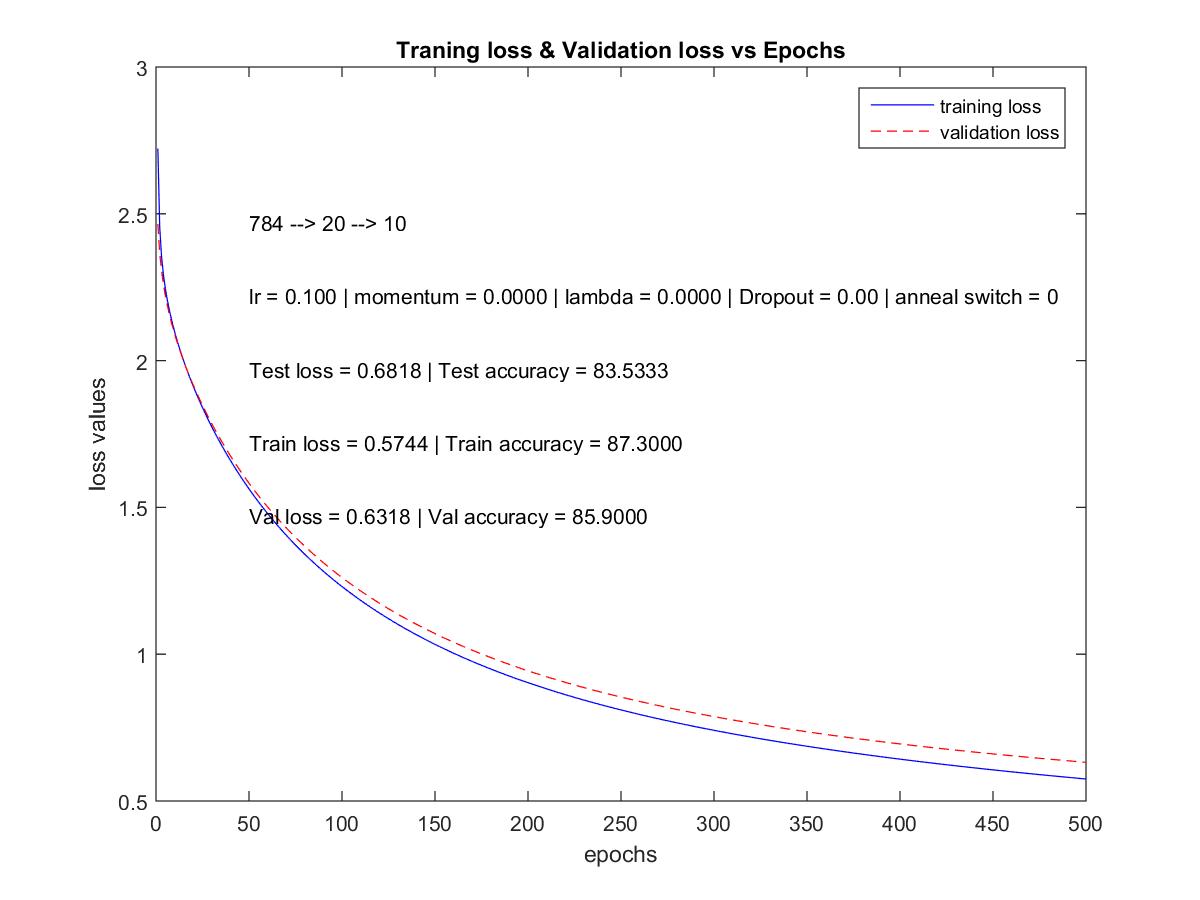 Traning loss & Validation loss vs Epochs
training loss
validation loss
784 --> 20 --> 10
lr = 0.100 | momentum = 0.0000 | lambda = 0.0000 | Dropout = 0.00 | anneal switch = 0
Test loss = 0.6818 | Test accuracy = 83.5333
Train loss = 0.5744 | Train accuracy = 87.3000
Val loss = 0.6318 | Val accuracy = 85.9000
loss values
3
2.5
2
1.5
1
0.5
0 50 100 150 200 250 300 350 400 450 500
epochs